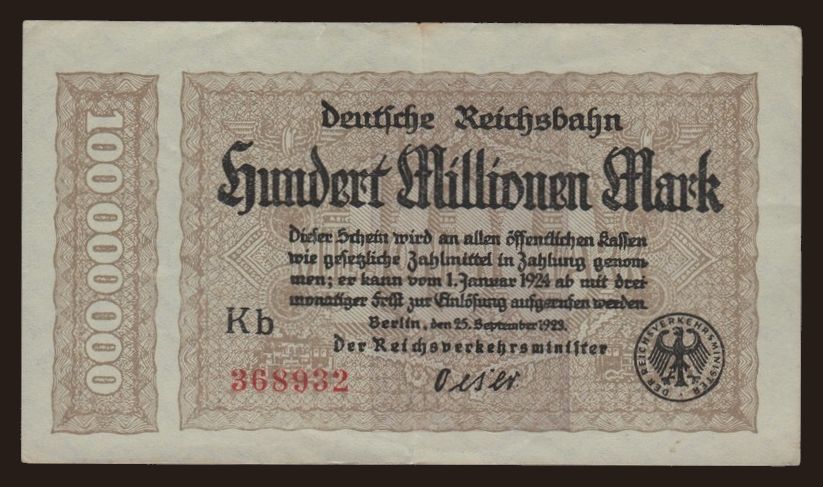 100000000
Deutsche Reichsbahn
Hundert Millionen Mark
Dieser Schein wird an allen öffentlichen Kassen
wie gesetzliche Zahlmittel in Zahlung genom-
men; er kann vom 1. Januar 1924 ab mit drei-
monatiger Frist zur Einlösung aufgerufen werden.
Berlin, den 25. September 1923.
Der Reichsverkehrsminister
Kb
368932
Oeser
DER REICHSVERKEHRSMINISTER